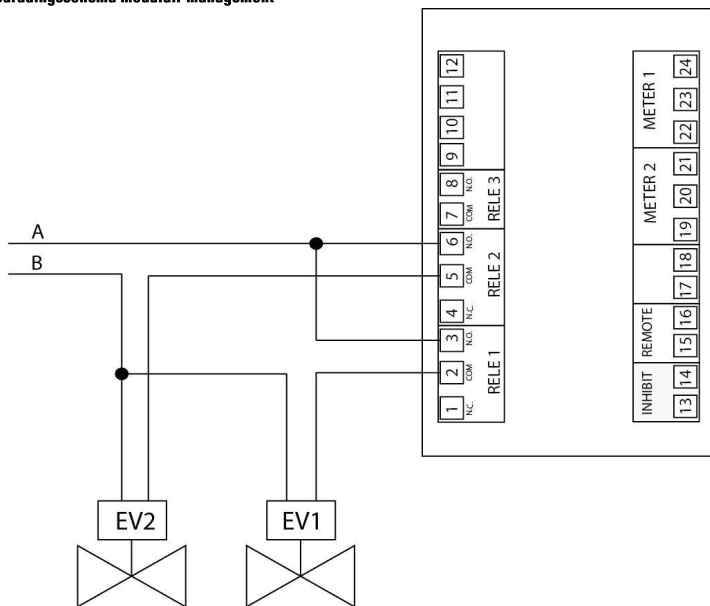 modulair management
12
11
10
9
8 N.O.
7 COM
RELE 3
6 N.O.
5 COM
4 N.C.
RELE 2
3 N.O.
2 COM
1 N.C.
RELE 1
METER 1
24
23
22
METER 2
21
20
19
18
17
REMOTE
16
15
INHIBIT
14
13
A
B
EV2
EV1